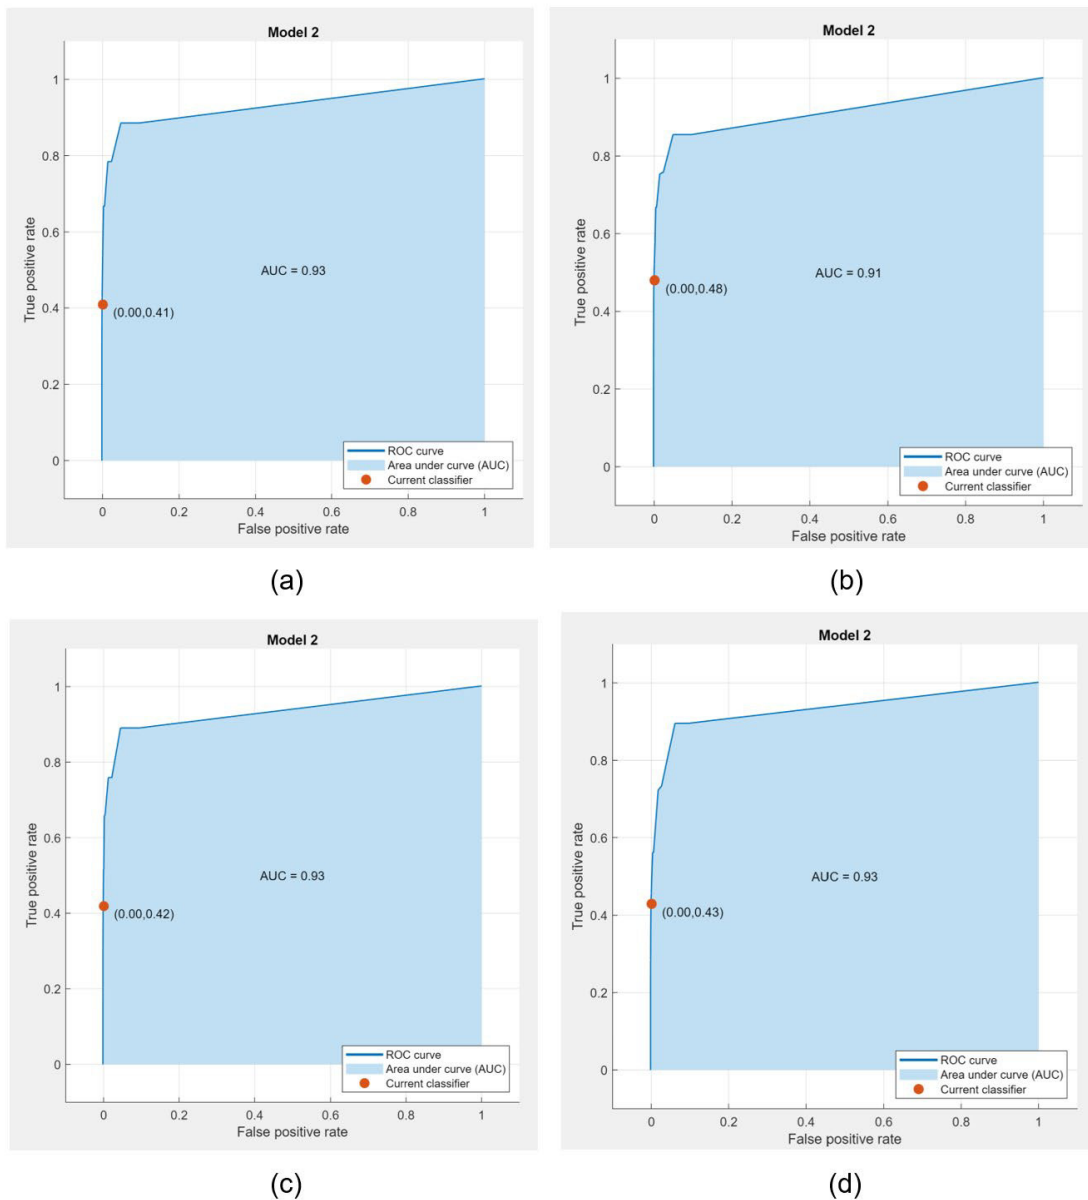 Model 2
1
0.8
0.6
0.4
0.2
0
True positive rate
AUC = 0.93
(0.00,0.41)
ROC curve
Area under curve (AUC)
Current classifier
0 0.2 0.4 0.6 0.8 1
False positive rate
(a)
Model 2
1
0.8
0.6
0.4
0.2
0
True positive rate
AUC = 0.91
(0.00,0.48)
ROC curve
Area under curve (AUC)
Current classifier
0 0.2 0.4 0.6 0.8 1
False positive rate
(b)
Model 2
1
0.8
0.6
0.4
0.2
0
True positive rate
AUC = 0.93
(0.00,0.42)
ROC curve
Area under curve (AUC)
Current classifier
0 0.2 0.4 0.6 0.8 1
False positive rate
(c)
Model 2
1
0.8
0.6
0.4
0.2
0
True positive rate
AUC = 0.93
(0.00,0.43)
ROC curve
Area under curve (AUC)
Current classifier
0 0.2 0.4 0.6 0.8 1
False positive rate
(d)